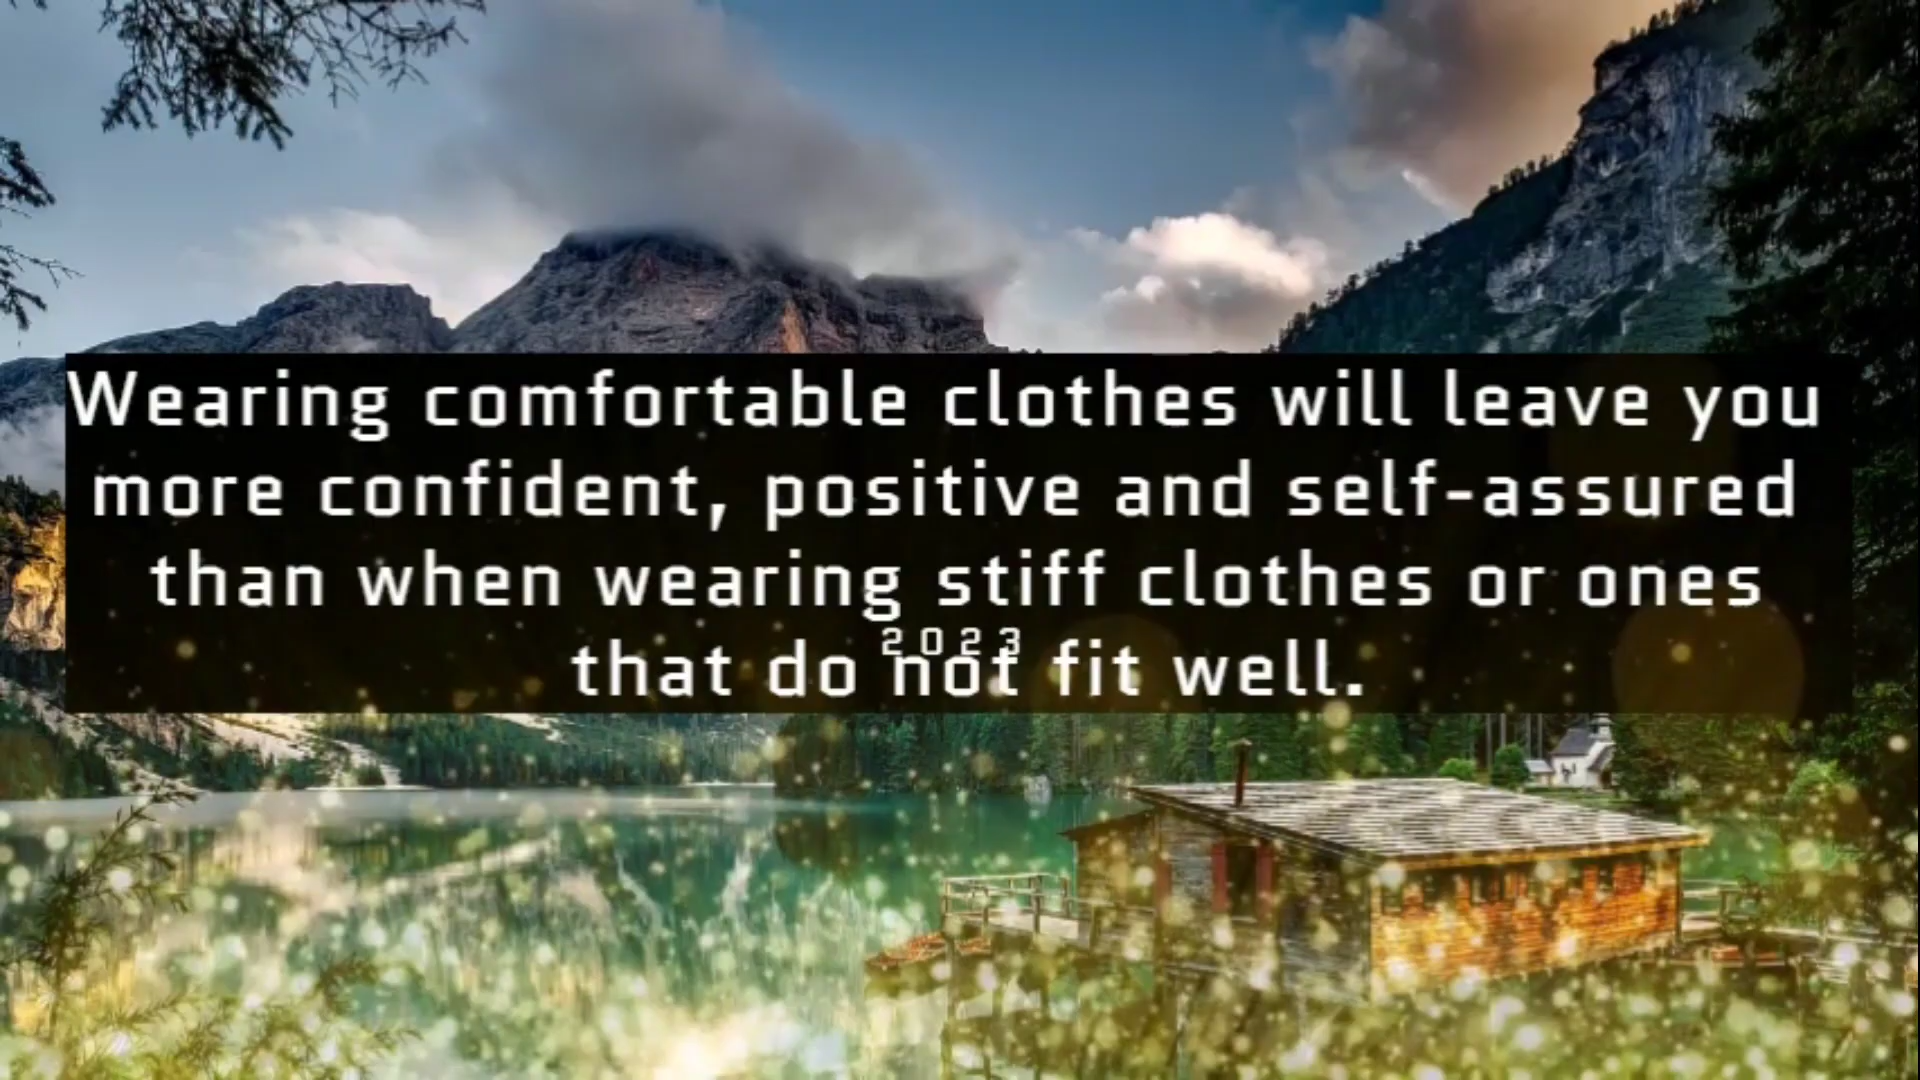 Wearing comfortable clothes will leave you
more confident, positive and self-assured
than when wearing stiff clothes or ones
2023
that do not fit well.